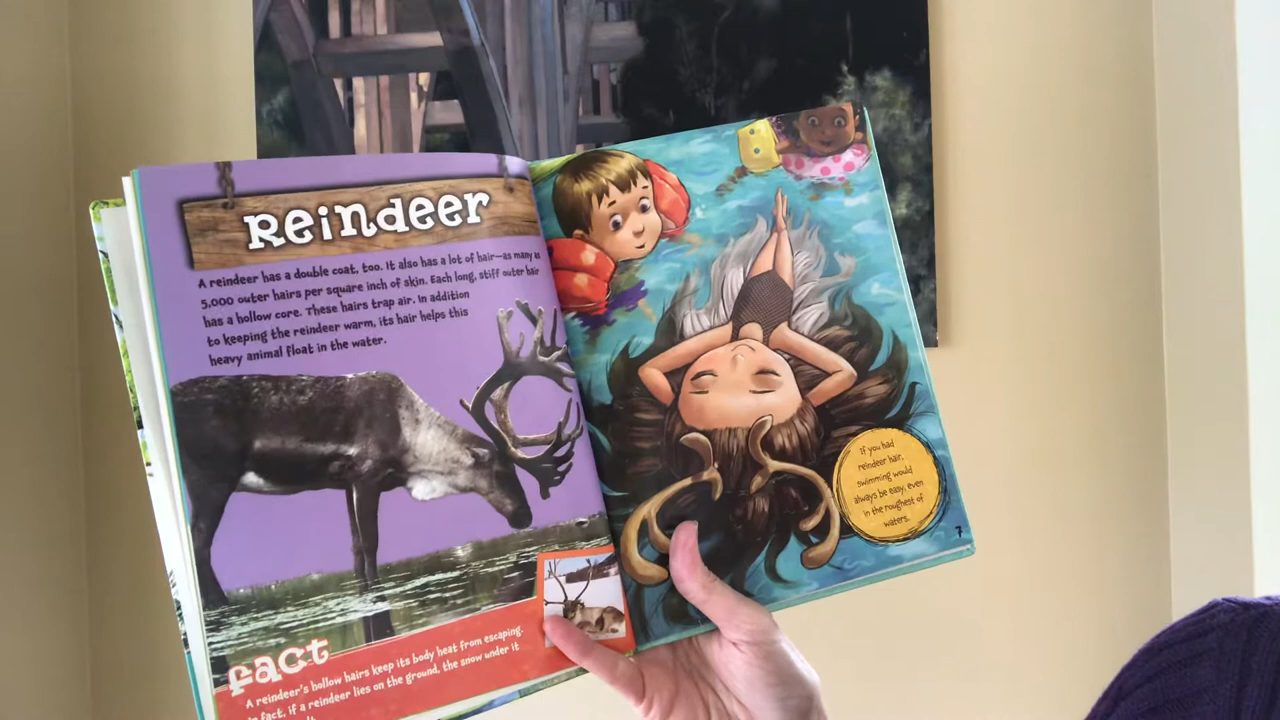 Reindeer
A reindeer has a double coat, too. It also has a lot of hair—as many as
5,000 outer hairs per square inch of skin. Each long, stiff outer hair
has a hollow core. These hairs trap air. In addition
to keeping the reindeer warm, its hair helps this
heavy animal float in the water.
fact
A reindeer's hollow hairs keep its body heat from escaping.
In fact, if a reindeer lies on the ground, the snow under it
If you had
reindeer hair,
swimming would
always be easy, even
in the roughest of
waters.
7